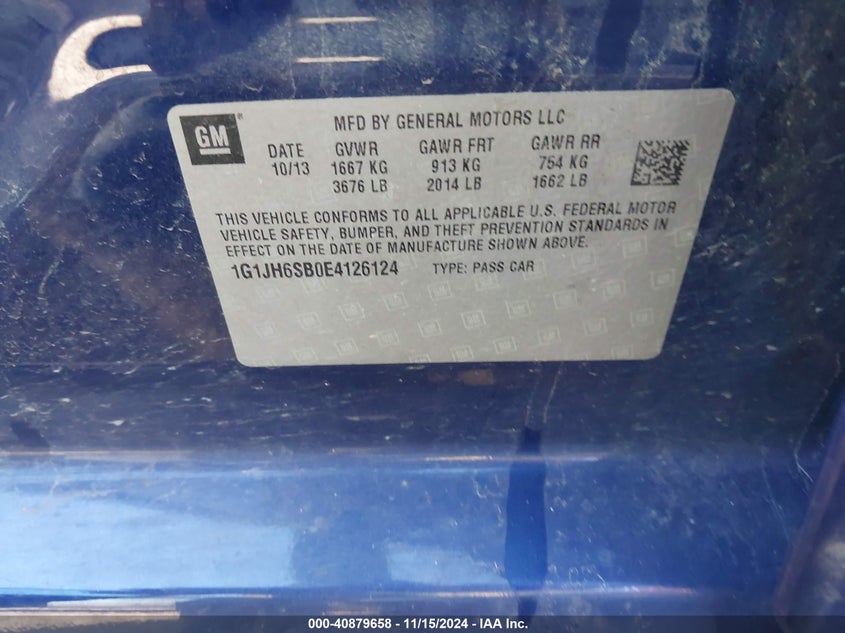 GM
MFD BY GENERAL MOTORS LLC
DATE GVWR GAWR FRT GAWR RR
10/13 1667 KG 913 KG 754 KG
3676 LB 2014 LB 1662 LB
THIS VEHICLE CONFORMS TO ALL APPLICABLE U.S. FEDERAL MOTOR
VEHICLE SAFETY, BUMPER, AND THEFT PREVENTION STANDARDS IN
EFFECT ON THE DATE OF MANUFACTURE SHOWN ABOVE.
1G1JH6SB0E4126124 TYPE: PASS CAR
000-40879658 - 11/15/2024 - IAA Inc.